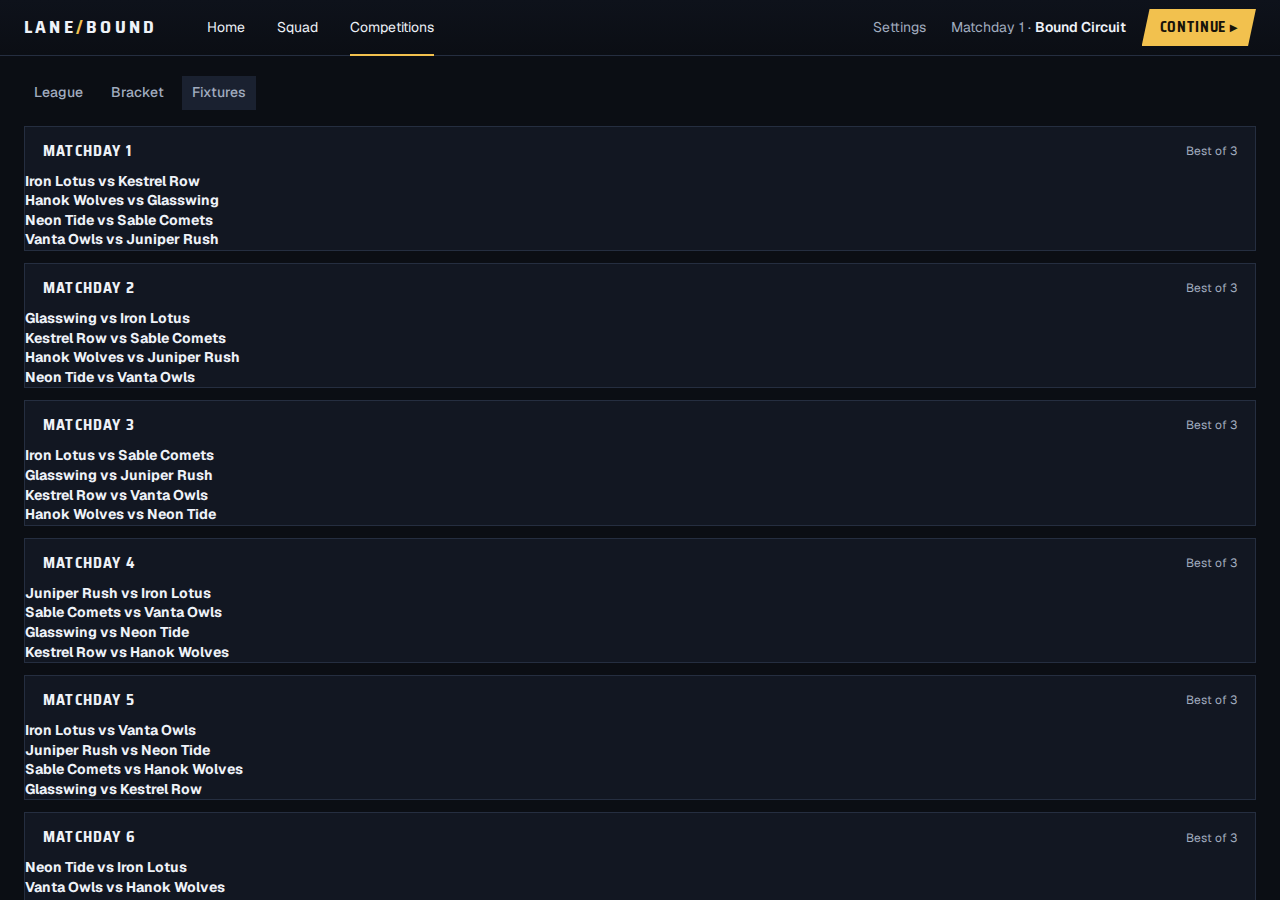 LANE/BOUND Home Squad Competitions Settings Matchday 1 · Bound Circuit CONTINUE ▸
League Bracket Fixtures
MATCHDAY 1 Best of 3
Iron Lotus vs Kestrel Row
Hanok Wolves vs Glasswing
Neon Tide vs Sable Comets
Vanta Owls vs Juniper Rush
MATCHDAY 2 Best of 3
Glasswing vs Iron Lotus
Kestrel Row vs Sable Comets
Hanok Wolves vs Juniper Rush
Neon Tide vs Vanta Owls
MATCHDAY 3 Best of 3
Iron Lotus vs Sable Comets
Glasswing vs Juniper Rush
Kestrel Row vs Vanta Owls
Hanok Wolves vs Neon Tide
MATCHDAY 4 Best of 3
Juniper Rush vs Iron Lotus
Sable Comets vs Vanta Owls
Glasswing vs Neon Tide
Kestrel Row vs Hanok Wolves
MATCHDAY 5 Best of 3
Iron Lotus vs Vanta Owls
Juniper Rush vs Neon Tide
Sable Comets vs Hanok Wolves
Glasswing vs Kestrel Row
MATCHDAY 6 Best of 3
Neon Tide vs Iron Lotus
Vanta Owls vs Hanok Wolves